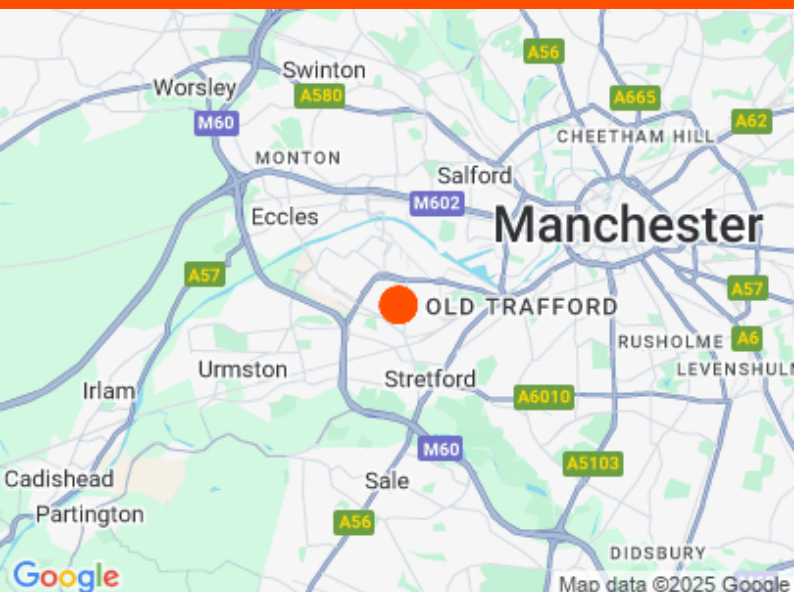 A56
Swinton
Worsley
A580
A665
A62
M60
CHEETHAM HILL
MONTON
Salford
M602
Eccles
Manchester
A57
A57
OLD TRAFFORD
RUSHOLME
A6
Urmston
LEVENSHULM
Stretford
Irlam
A6010
M60
A5103
Cadishead
Sale
Partington
A56
DIDSBURY
Google
Map data ©2025 Google